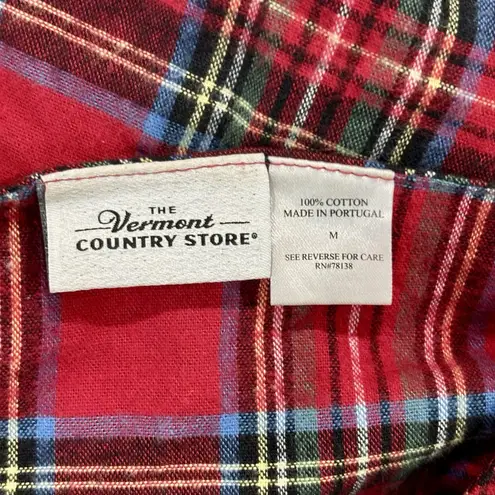 THE
Vermont
COUNTRY STORE®
100% COTTON
MADE IN PORTUGAL
M
SEE REVERSE FOR CARE
RN#78138